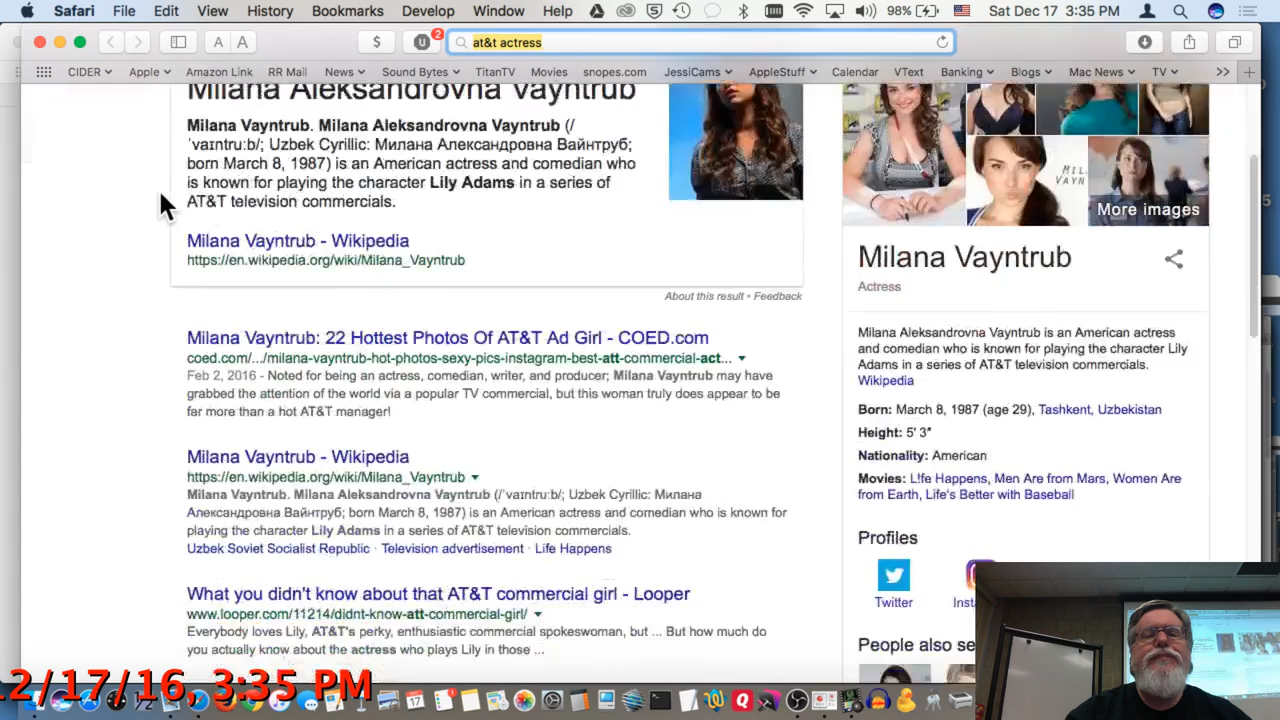 Safari File Edit View History Bookmarks Develop Window Help 98% Sat Dec 17 3:35 PM
A A $ 2 at&t actress
CIDER Apple Amazon Link RR Mail News Sound Bytes TitanTV Movies snopes.com JessiCams AppleStuff Calendar VText Banking Blogs Mac News TV
Milana Aleksandrovna Vayntrub
Milana Vayntrub. Milana Aleksandrovna Vayntrub (/
ˈvaɪntruːb/; Uzbek Cyrillic: Милана Александровна Вайнтруб;
born March 8, 1987) is an American actress and comedian who
is known for playing the character Lily Adams in a series of
AT&T television commercials.
Milana Vayntrub - Wikipedia
https://en.wikipedia.org/wiki/Milana_Vayntrub
About this result • Feedback
Milana Vayntrub: 22 Hottest Photos Of AT&T Ad Girl - COED.com
coed.com/.../milana-vayntrub-hot-photos-sexy-pics-instagram-best-att-commercial-act...
Feb 2, 2016 - Noted for being an actress, comedian, writer, and producer; Milana Vayntrub may have
grabbed the attention of the world via a popular TV commercial, but this woman truly does appear to be
far more than a hot AT&T manager!
Milana Vayntrub - Wikipedia
https://en.wikipedia.org/wiki/Milana_Vayntrub
Milana Vayntrub. Milana Aleksandrovna Vayntrub (/ˈvaɪntruːb/; Uzbek Cyrillic: Милана
Александровна Вайнтруб; born March 8, 1987) is an American actress and comedian who is known for
playing the character Lily Adams in a series of AT&T television commercials.
Uzbek Soviet Socialist Republic · Television advertisement · Life Happens
What you didn't know about that AT&T commercial girl - Looper
www.looper.com/11214/didnt-know-att-commercial-girl/
Everybody loves Lily, AT&T's perky, enthusiastic commercial spokeswoman, but ... But how much do
you actually know about the actress who plays Lily in those ...
More images
Milana Vayntrub
Actress
Milana Aleksandrovna Vayntrub is an American actress
and comedian who is known for playing the character Lily
Adams in a series of AT&T television commercials.
Wikipedia
Born: March 8, 1987 (age 29), Tashkent, Uzbekistan
Height: 5' 3"
Nationality: American
Movies: L!fe Happens, Men Are from Mars, Women Are
from Earth, Life's Better with Baseball
Profiles
Twitter Insta
People also se
12/17/16, 3:35 PM